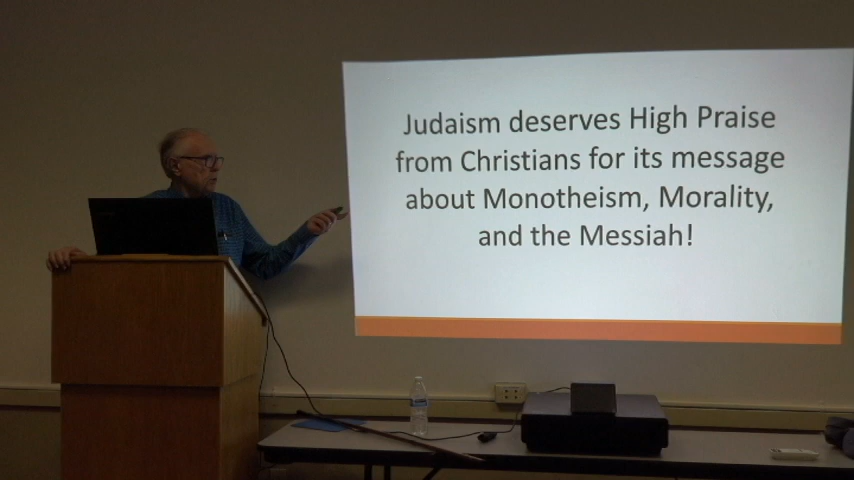 Judaism deserves High Praise
from Christians for its message
about Monotheism, Morality,
and the Messiah!